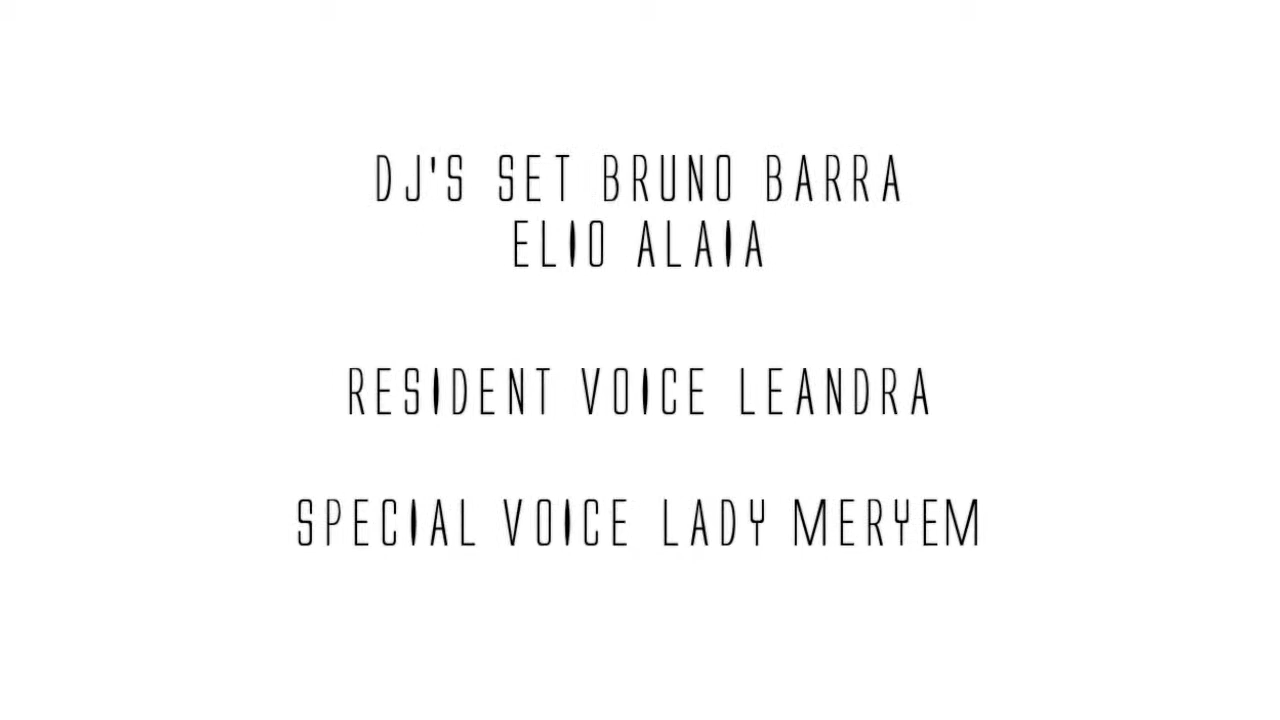 DJ'S SET BRUNO BARRA
ELIO ALAIA
RESIDENT VOICE LEANDRA
SPECIAL VOICE LADY MERYEM